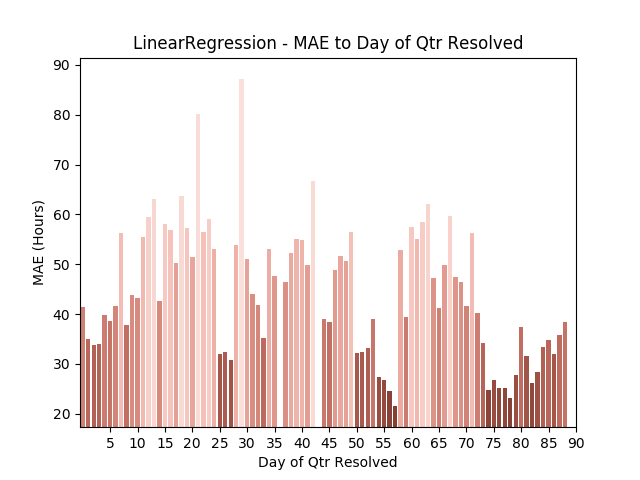 LinearRegression - MAE to Day of Qtr Resolved
90
80
70
60
50
40
30
20
MAE (Hours)
5 10 15 20 25 30 35 40 45 50 55 60 65 70 75 80 85 90
Day of Qtr Resolved